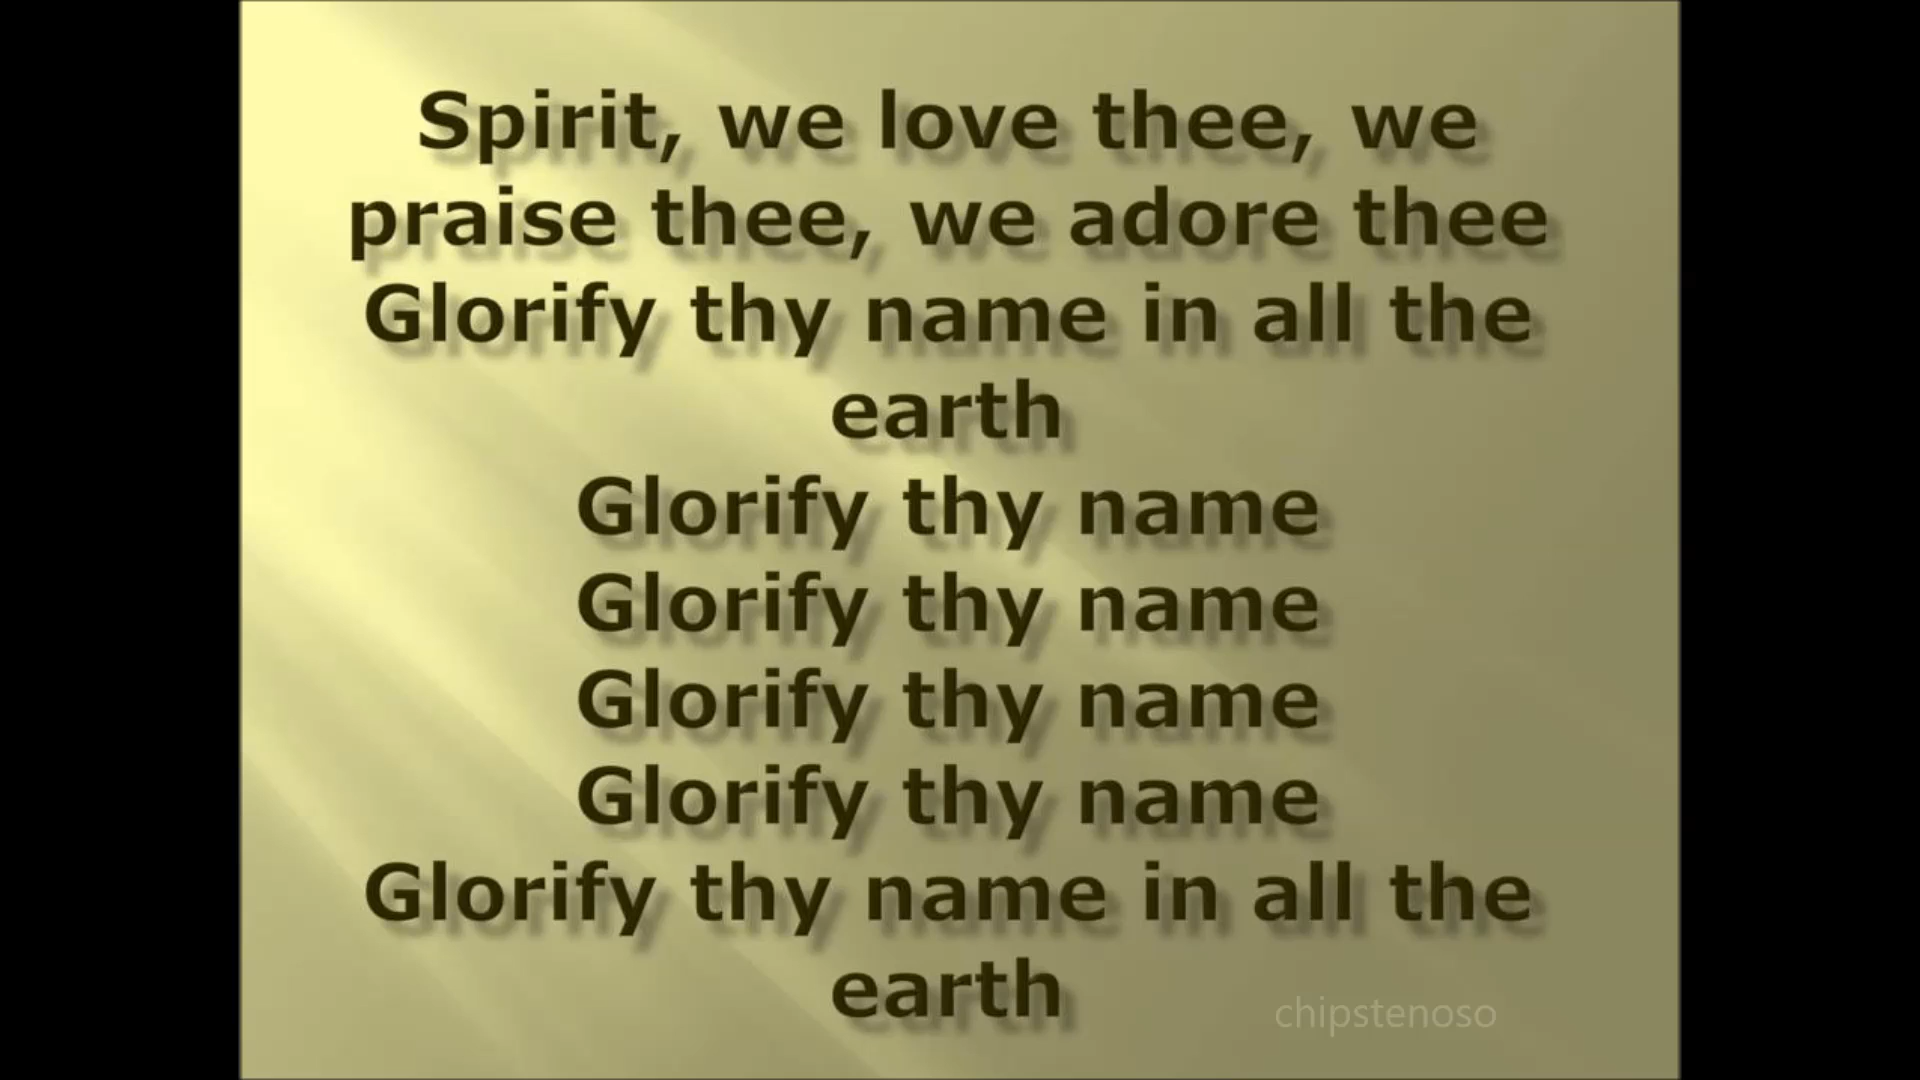 Spirit, we love thee, we
praise thee, we adore thee
Glorify thy name in all the
earth
Glorify thy name
Glorify thy name
Glorify thy name
Glorify thy name
Glorify thy name in all the
earth
chipstenoso